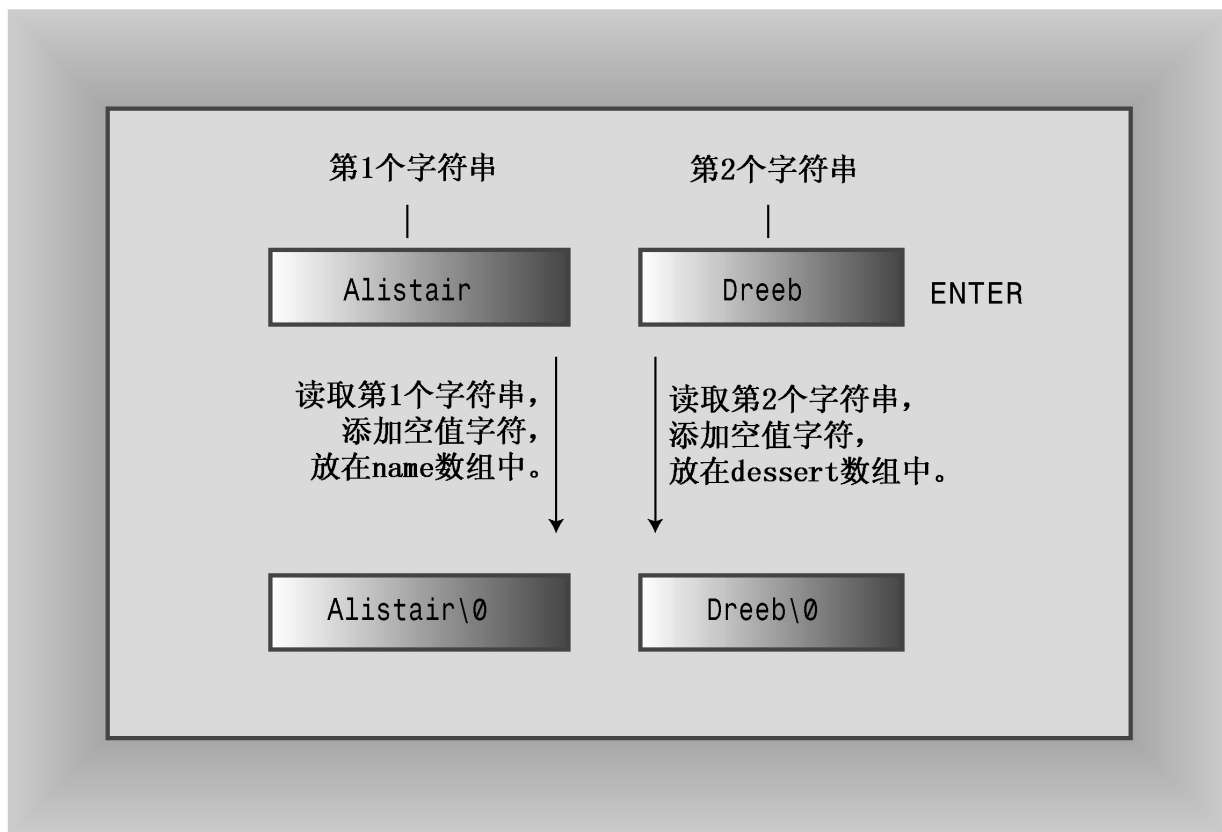 第1个字符串
第2个字符串
Alistair
Dreeb
ENTER
读取第1个字符串，
添加空值字符，
放在name数组中。
读取第2个字符串，
添加空值字符，
放在dessert数组中。
Alistair\0
Dreeb\0